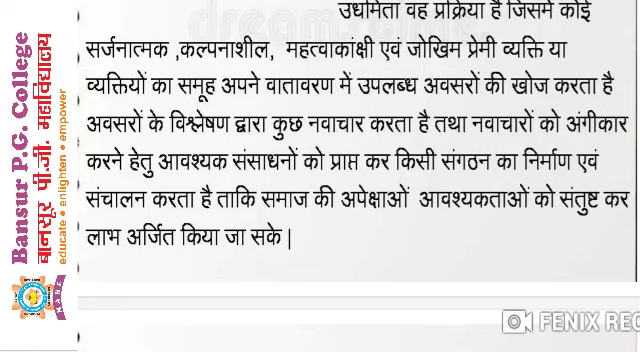 उधमिता वह प्रक्रिया है जिसमे कोई
सर्जनात्मक ,कल्पनाशील, महत्वाकांक्षी एवं जोखिम प्रेमी व्यक्ति या
व्यक्तियों का समूह अपने वातावरण में उपलब्ध अवसरों की खोज करता है
अवसरों के विश्लेषण द्वारा कुछ नवाचार करता है तथा नवाचारों को अंगीकार
करने हेतु आवश्यक संसाधनों को प्राप्त कर किसी संगठन का निर्माण एवं
संचालन करता है ताकि समाज की अपेक्षाओं आवश्यकताओं को संतुष्ट कर
लाभ अर्जित किया जा सके |
Bansur P.G. College
बानसूर पी.जी. महाविद्यालय
educate • enlighten • empower
FENIX REC